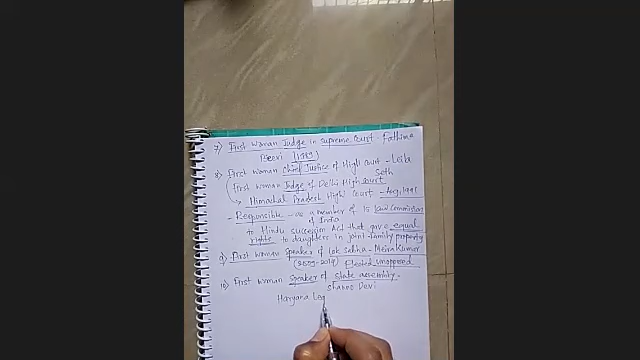 7) First Woman Judge in Supreme Court - Fathima
Beevi (1989)
8) First Woman Chief Justice of High Court - Leila
Seth
(First woman Judge of Delhi High Court
→ Himachal Pradesh High Court - Aug, 1991
- Responsible - as a member of 15 Law Commission
of India
to Hindu succession Act that give equal
rights to daughters in joint-family property
9) First Woman Speaker of Lok Sabha - Meira Kumar
(2009-2014) Elected unopposed
10) First Woman Speaker of State assembly -
Shanno Devi
Haryana Leg